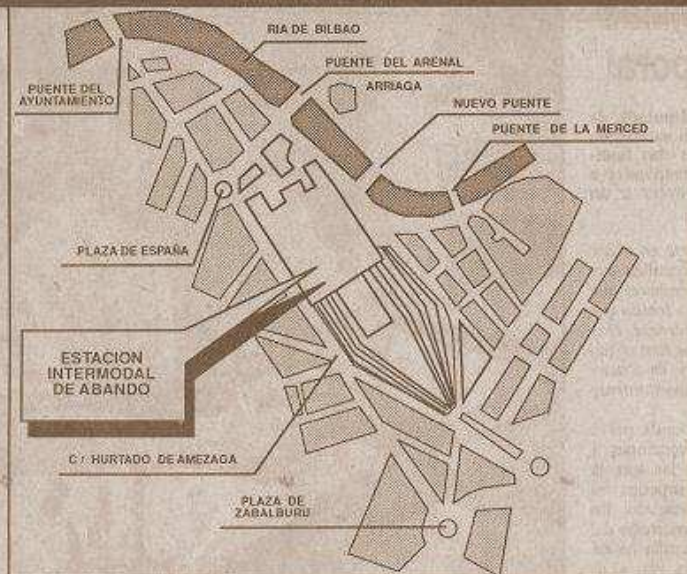 RIA DE BILBAO
PUENTE DEL ARENAL
ARRIAGA
PUENTE DEL
AYUNTAMIENTO
NUEVO PUENTE
PUENTE DE LA MERCED
PLAZA DE ESPAÑA
ESTACION
INTERMODAL
DE ABANDO
C/ HURTADO DE AMEZAGA
PLAZA DE
ZABALBURU